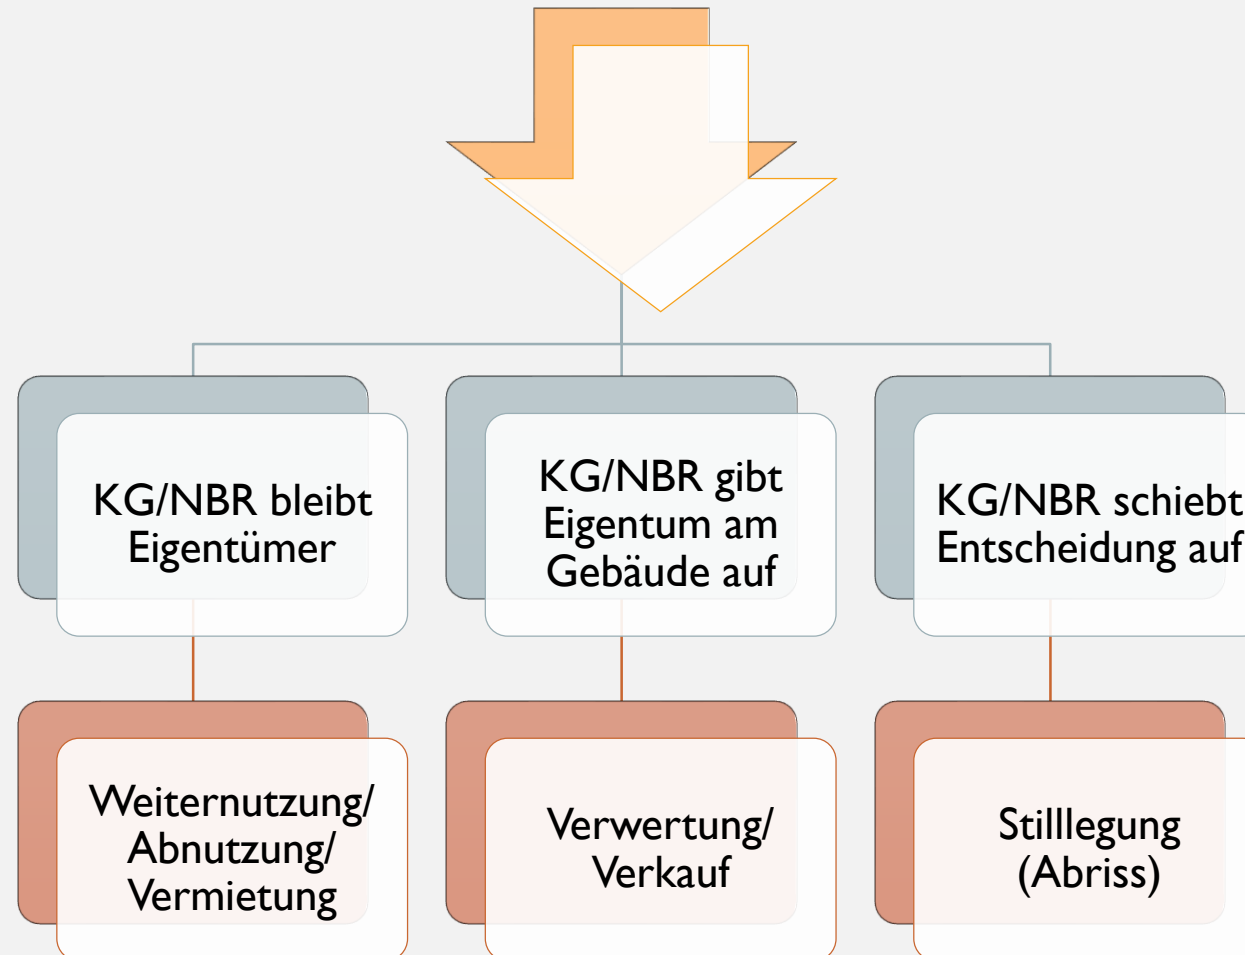 KG/NBR bleibt
Eigentümer
KG/NBR gibt
Eigentum am
Gebäude auf
KG/NBR schiebt
Entscheidung auf
Weiternutzung/
Abnutzung/
Vermietung
Verwertung/
Verkauf
Stilllegung
(Abriss)